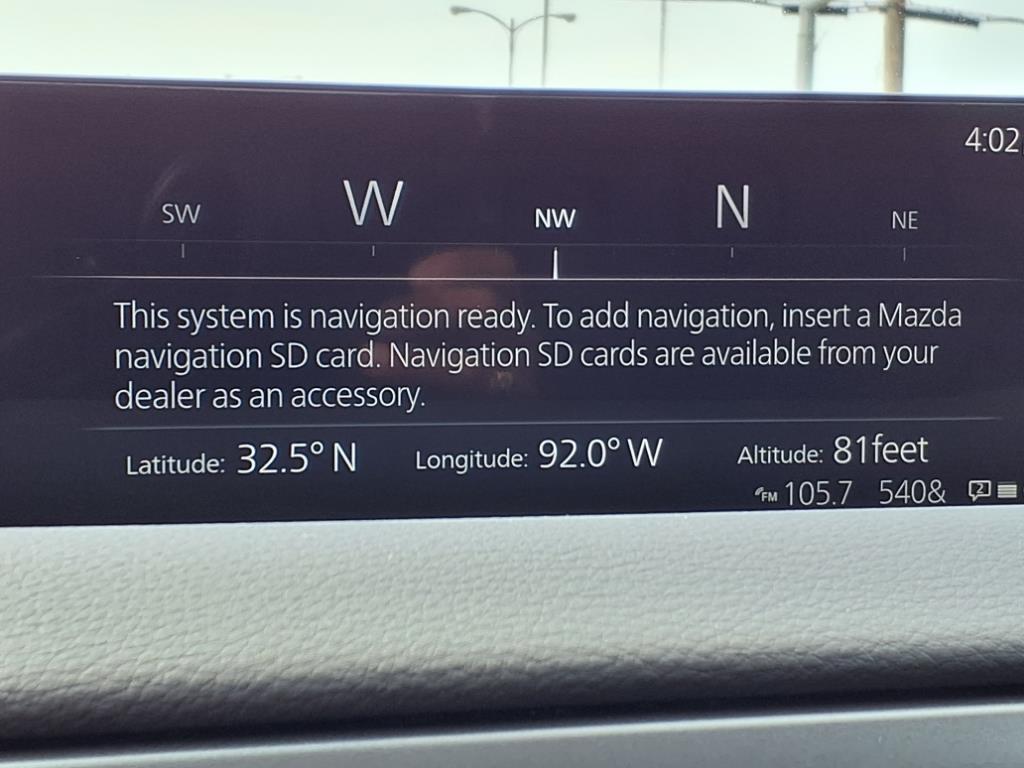 4:02
SW W NW N NE
This system is navigation ready. To add navigation, insert a Mazda
navigation SD card. Navigation SD cards are available from your
dealer as an accessory.
Latitude: 32.5° N Longitude: 92.0° W Altitude: 81feet
FM 105.7 540& 2